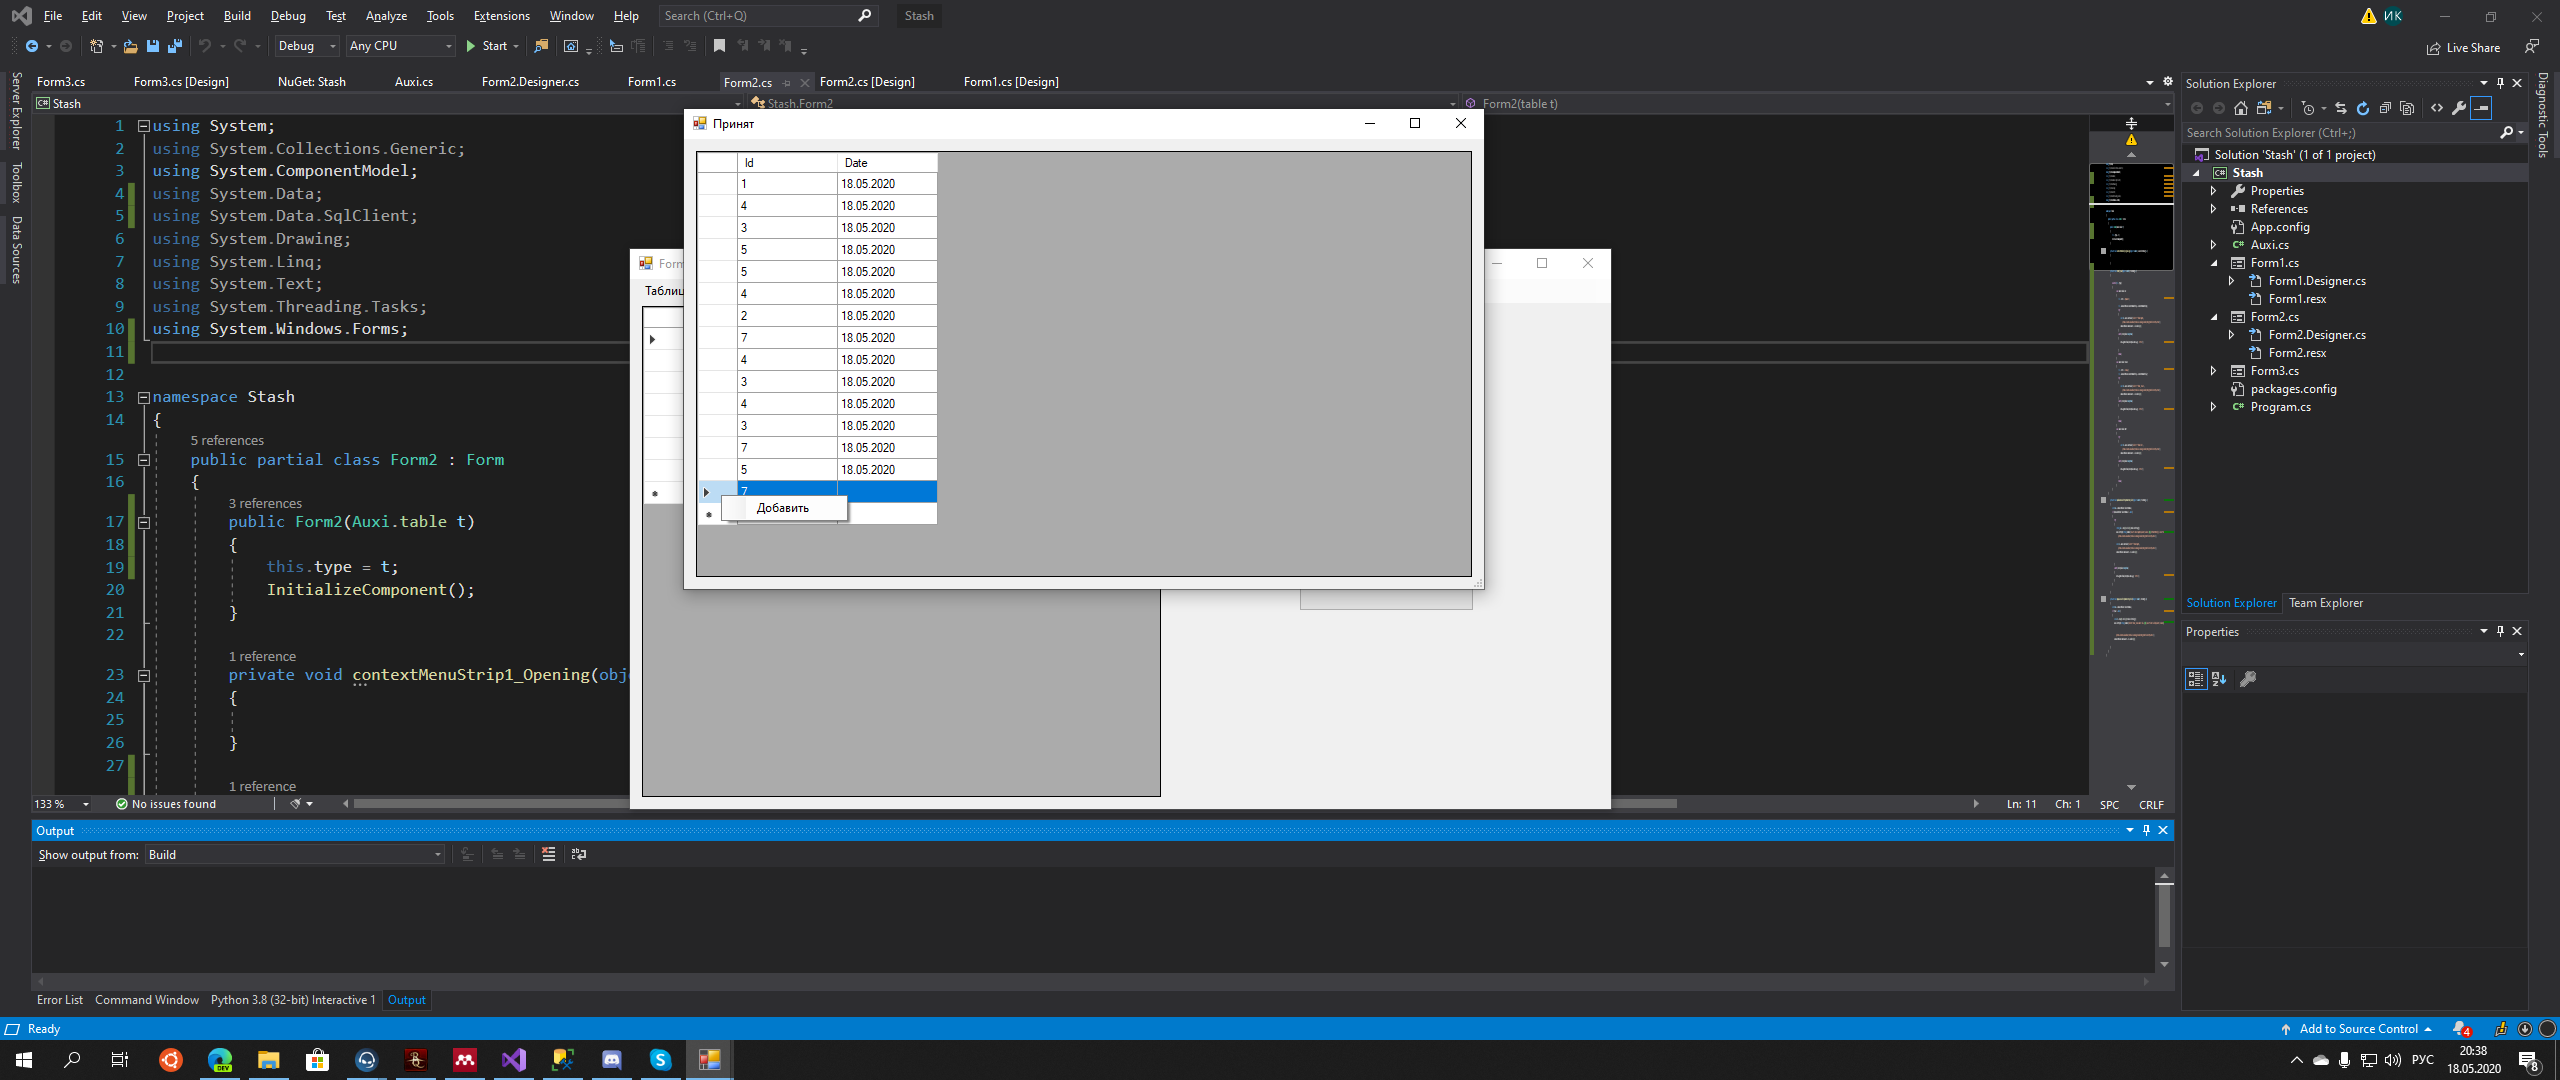 File Edit View Project Build Debug Test Analyze Tools Extensions Window Help Search (Ctrl+Q) Stash ИК
Debug Any CPU Start Live Share
Form3.cs Form3.cs [Design] NuGet: Stash Auxi.cs Form2.Designer.cs Form1.cs Form2.cs Form2.cs [Design] Form1.cs [Design]
Stash Stash.Form2 Form2(table t)
Server Explorer
Toolbox
Data Sources
1 using System;
2 using System.Collections.Generic;
3 using System.ComponentModel;
4 using System.Data;
5 using System.Data.SqlClient;
6 using System.Drawing;
7 using System.Linq;
8 using System.Text;
9 using System.Threading.Tasks;
10 using System.Windows.Forms;
11
12
13 namespace Stash
14 {
5 references
15 public partial class Form2 : Form
16 {
3 references
17 public Form2(Auxi.table t)
18 {
19 this.type = t;
20 InitializeComponent();
21 }
22
1 reference
23 private void contextMenuStrip1_Opening(obj
24 {
25
26 }
27
1 reference
133 % No issues found Ln: 11 Ch: 1 SPC CRLF
Принят
Id Date
1 18.05.2020
4 18.05.2020
3 18.05.2020
5 18.05.2020
5 18.05.2020
4 18.05.2020
2 18.05.2020
7 18.05.2020
4 18.05.2020
3 18.05.2020
4 18.05.2020
3 18.05.2020
7 18.05.2020
5 18.05.2020
7
Добавить
Form
Таблиц
Output
Show output from: Build
Error List Command Window Python 3.8 (32-bit) Interactive 1 Output
Solution Explorer
Search Solution Explorer (Ctrl+;)
Solution 'Stash' (1 of 1 project)
Stash
Properties
References
App.config
Auxi.cs
Form1.cs
Form1.Designer.cs
Form1.resx
Form2.cs
Form2.Designer.cs
Form2.resx
Form3.cs
packages.config
Program.cs
Solution Explorer Team Explorer
Properties
Diagnostic Tools
Ready Add to Source Control 4
DEV
РУС 20:38
18.05.2020 8